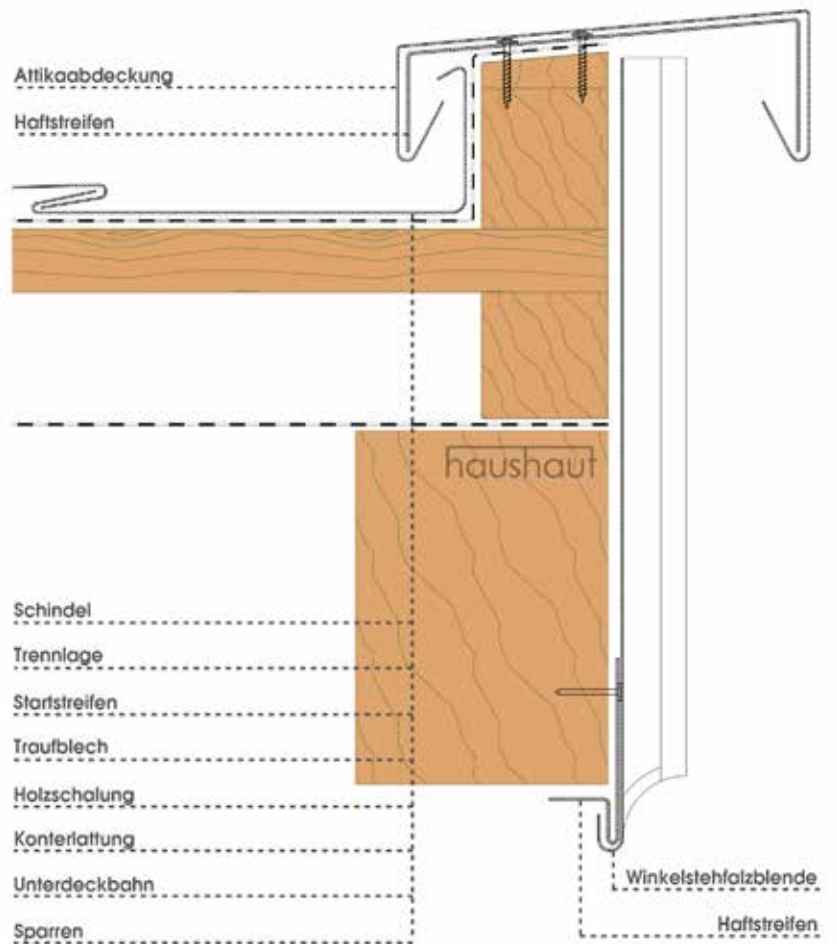 Attikaabdeckung
Haftstreifen
haushaut
Schindel
Trennlage
Startstreifen
Traufblech
Holzschalung
Konterlattung
Unterdeckbahn
Sparren
Winkelstehfalzblende
Haftstreifen